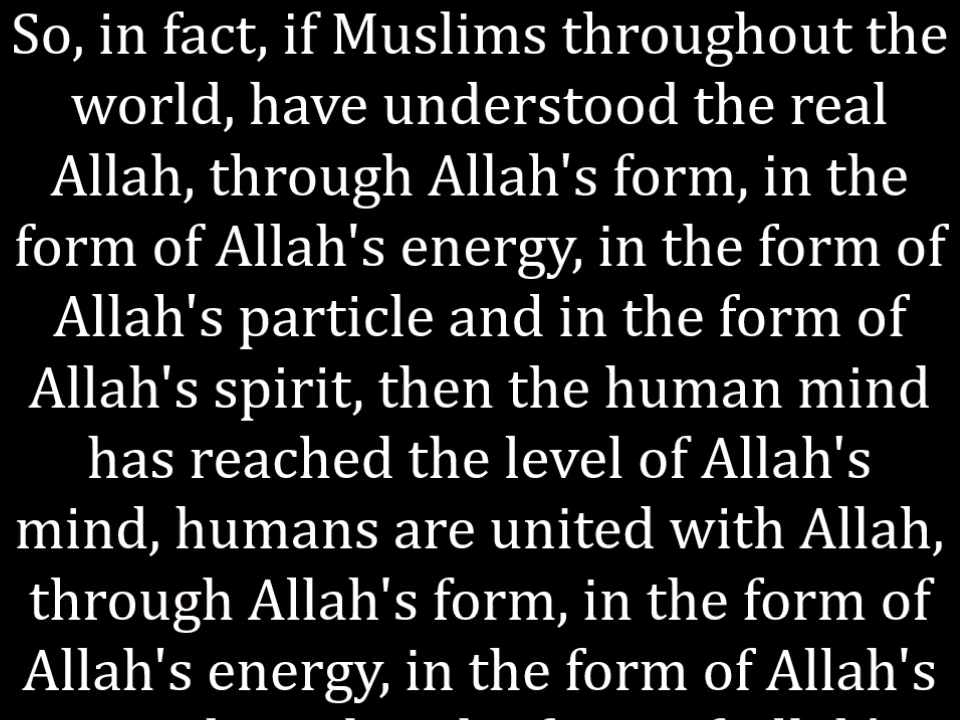 So, in fact, if Muslims throughout the
world, have understood the real
Allah, through Allah's form, in the
form of Allah's energy, in the form of
Allah's particle and in the form of
Allah's spirit, then the human mind
has reached the level of Allah's
mind, humans are united with Allah,
through Allah's form, in the form of
Allah's energy, in the form of Allah's